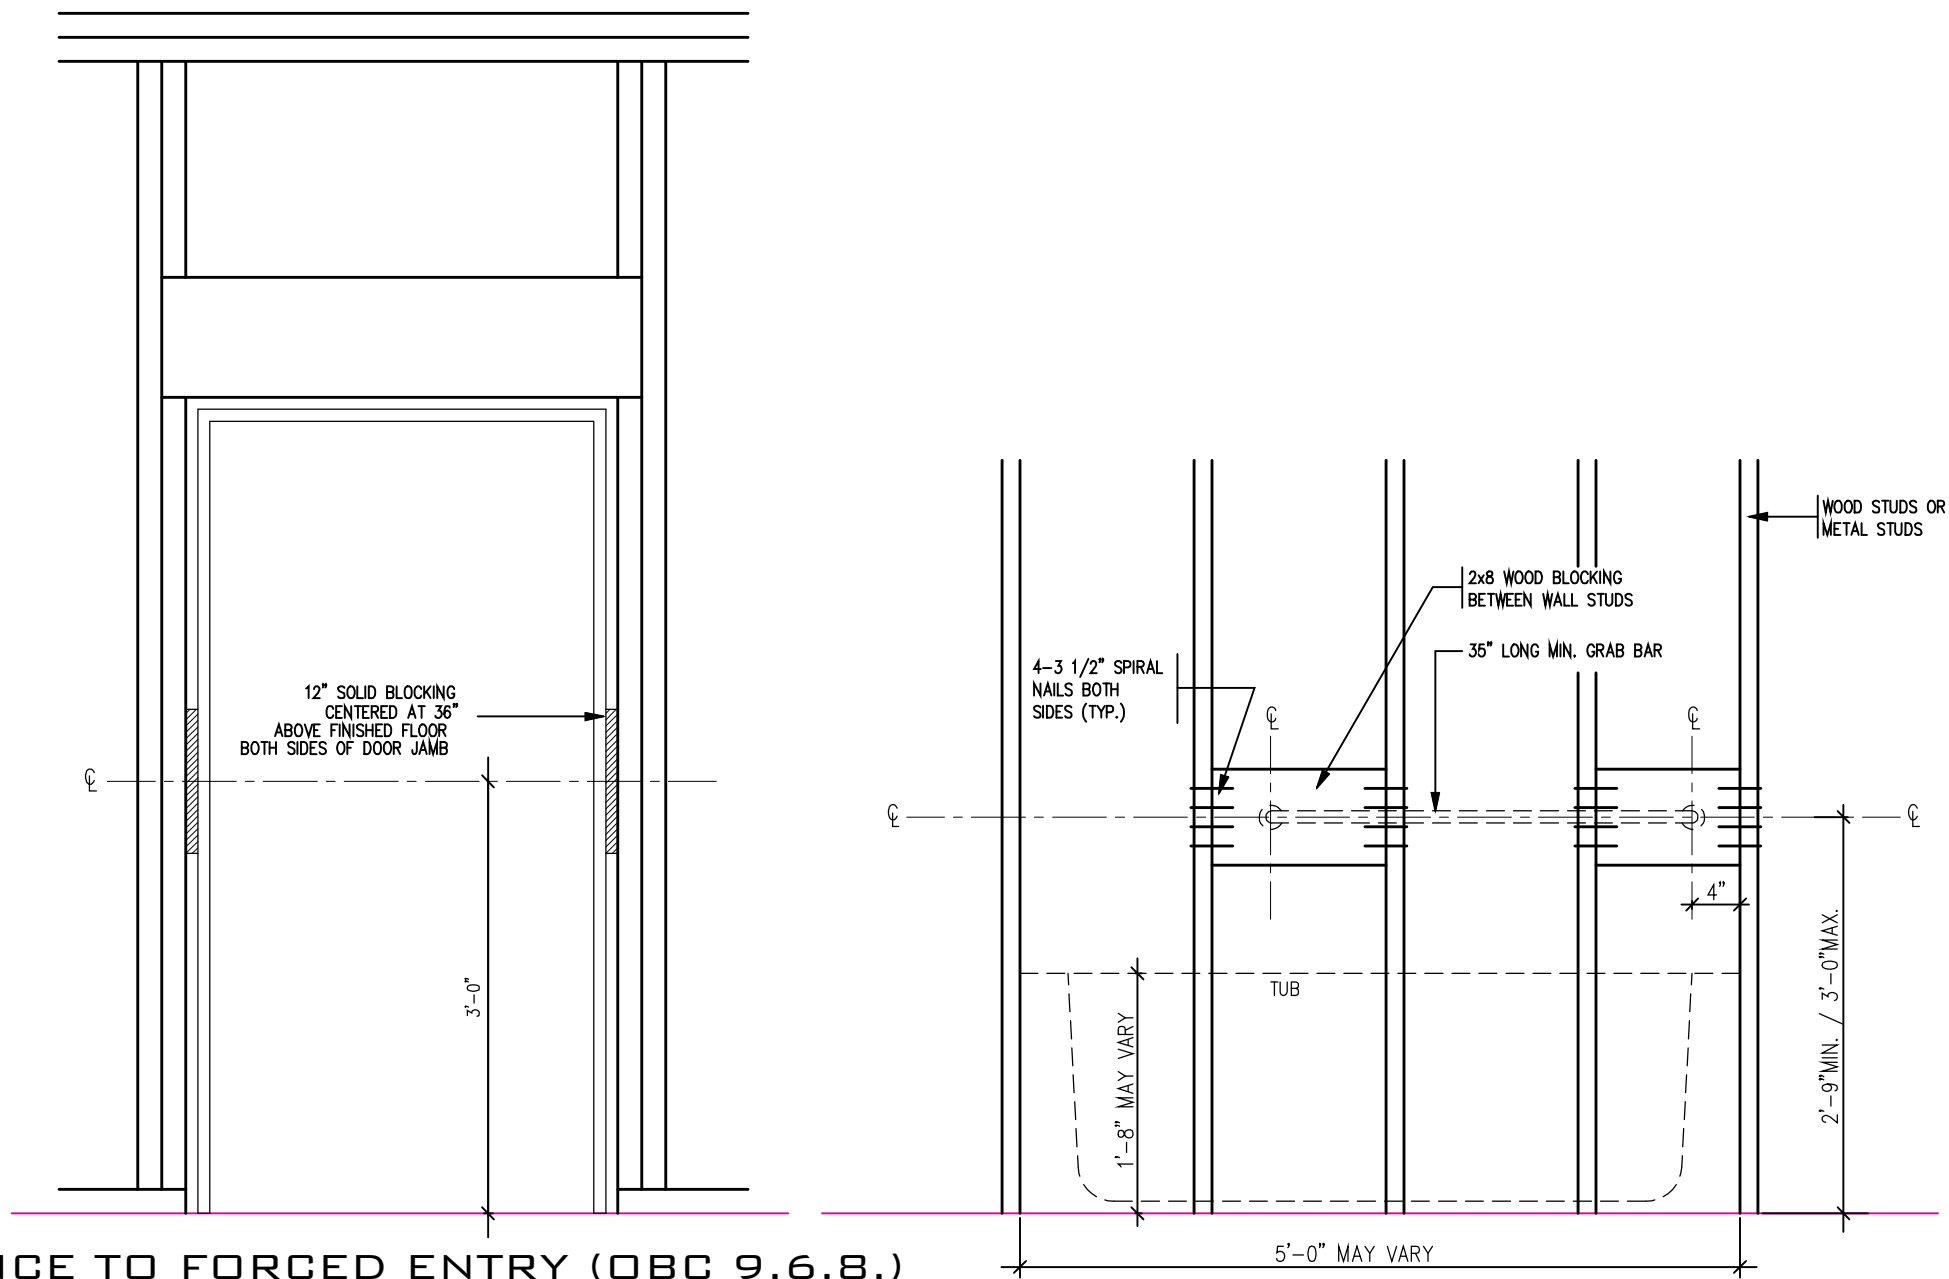 12" SOLID BLOCKING
CENTERED AT 36"
ABOVE FINISHED FLOOR
BOTH SIDES OF DOOR JAMB
℄
3'-0"
TO FORCED ENTRY (OBC 9.6.8.)
WOOD STUDS OR
METAL STUDS
2x8 WOOD BLOCKING
BETWEEN WALL STUDS
35" LONG MIN. GRAB BAR
4-3 1/2" SPIRAL
NAILS BOTH
SIDES (TYP.)
℄
℄
℄
℄
4"
TUB
1'-8" MAY VARY
2'-9"MIN. / 3'-0"MAX.
5'-0" MAY VARY